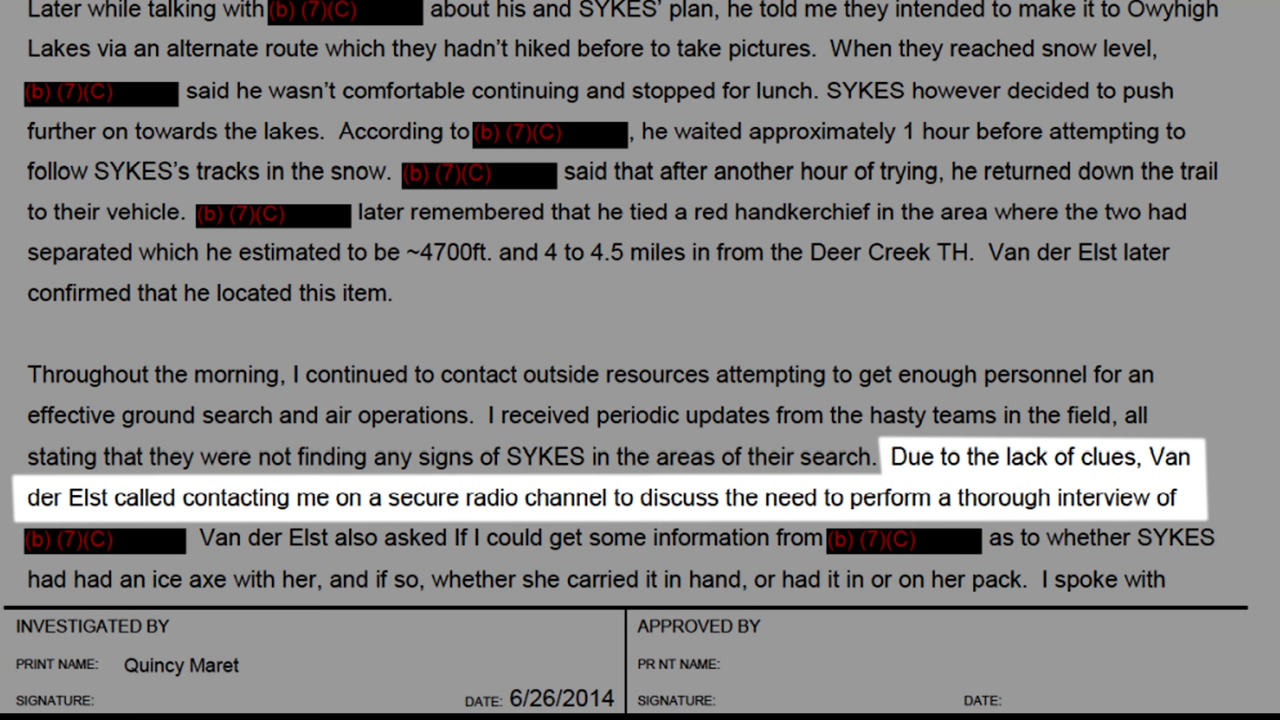 Later while talking with (b) (7)(C) about his and SYKES' plan, he told me they intended to make it to Owyhigh
Lakes via an alternate route which they hadn't hiked before to take pictures. When they reached snow level,
(b) (7)(C) said he wasn't comfortable continuing and stopped for lunch. SYKES however decided to push
further on towards the lakes. According to (b) (7)(C), he waited approximately 1 hour before attempting to
follow SYKES's tracks in the snow. (b) (7)(C) said that after another hour of trying, he returned down the trail
to their vehicle. (b) (7)(C) later remembered that he tied a red handkerchief in the area where the two had
separated which he estimated to be ~4700ft. and 4 to 4.5 miles in from the Deer Creek TH. Van der Elst later
confirmed that he located this item.
Throughout the morning, I continued to contact outside resources attempting to get enough personnel for an
effective ground search and air operations. I received periodic updates from the hasty teams in the field, all
stating that they were not finding any signs of SYKES in the areas of their search. Due to the lack of clues, Van
der Elst called contacting me on a secure radio channel to discuss the need to perform a thorough interview of
(b) (7)(C) Van der Elst also asked If I could get some information from (b) (7)(C) as to whether SYKES
had had an ice axe with her, and if so, whether she carried it in hand, or had it in or on her pack. I spoke with
INVESTIGATED BY
PRINT NAME: Quincy Maret
SIGNATURE: DATE: 6/26/2014
APPROVED BY
PR NT NAME:
SIGNATURE: DATE: